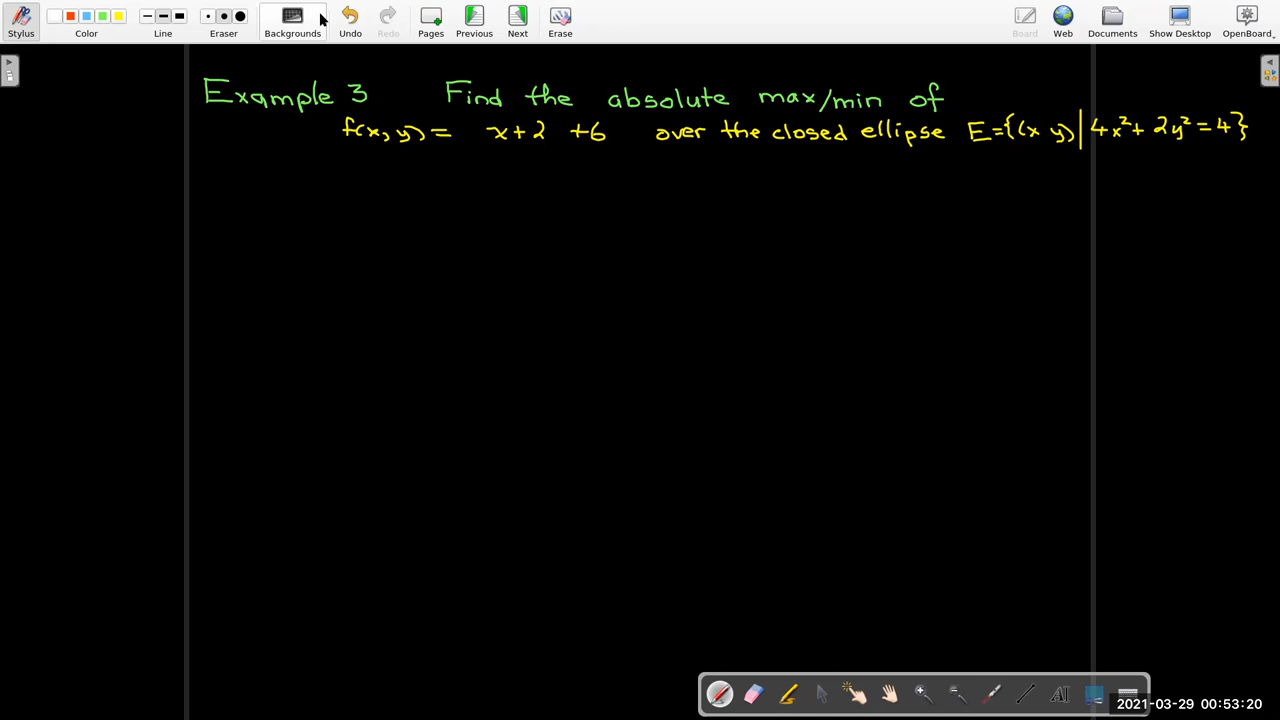 Stylus Color Line Eraser Backgrounds Undo Redo Pages Previous Next Erase Board Web Documents Show Desktop OpenBoard
Example 3 Find the absolute max/min of
f(x,y) = x+2 +6 over the closed ellipse E={(x y)|4x²+ 2y² = 4}
2021-03-29 00:53:20